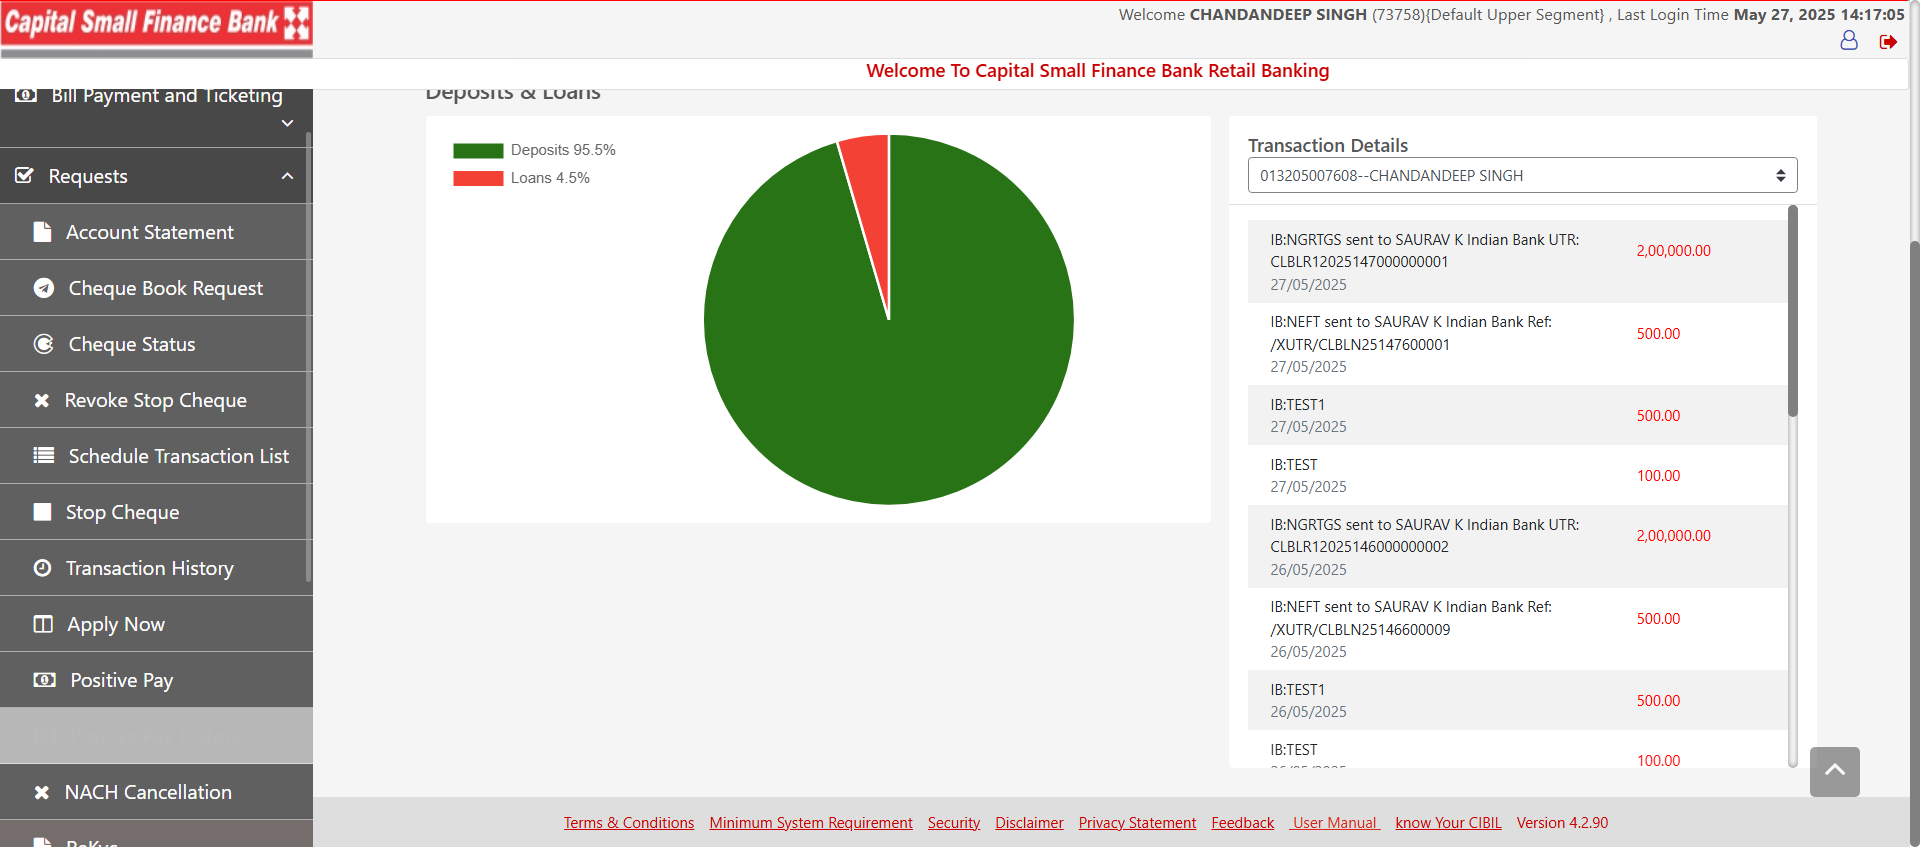 Capital Small Finance Bank
Welcome CHANDANDEEP SINGH (73758){Default Upper Segment} , Last Login Time May 27, 2025 14:17:05
Welcome To Capital Small Finance Bank Retail Banking
Bill Payment and Ticketing
Requests
Account Statement
Cheque Book Request
Cheque Status
Revoke Stop Cheque
Schedule Transaction List
Stop Cheque
Transaction History
Apply Now
Positive Pay
Positive Pay History
NACH Cancellation
ReKyc
Deposits & Loans
Deposits 95.5%
Loans 4.5%
Transaction Details
013205007608--CHANDANDEEP SINGH
IB:NGRTGS sent to SAURAV K Indian Bank UTR:
CLBLR12025147000000001
2,00,000.00
27/05/2025
IB:NEFT sent to SAURAV K Indian Bank Ref:
/XUTR/CLBLN25147600001
500.00
27/05/2025
IB:TEST1
500.00
27/05/2025
IB:TEST
100.00
27/05/2025
IB:NGRTGS sent to SAURAV K Indian Bank UTR:
CLBLR12025146000000002
2,00,000.00
26/05/2025
IB:NEFT sent to SAURAV K Indian Bank Ref:
/XUTR/CLBLN25146600009
500.00
26/05/2025
IB:TEST1
500.00
26/05/2025
IB:TEST
100.00
26/05/2025
Terms & Conditions Minimum System Requirement Security Disclaimer Privacy Statement Feedback User Manual know Your CIBIL Version 4.2.90